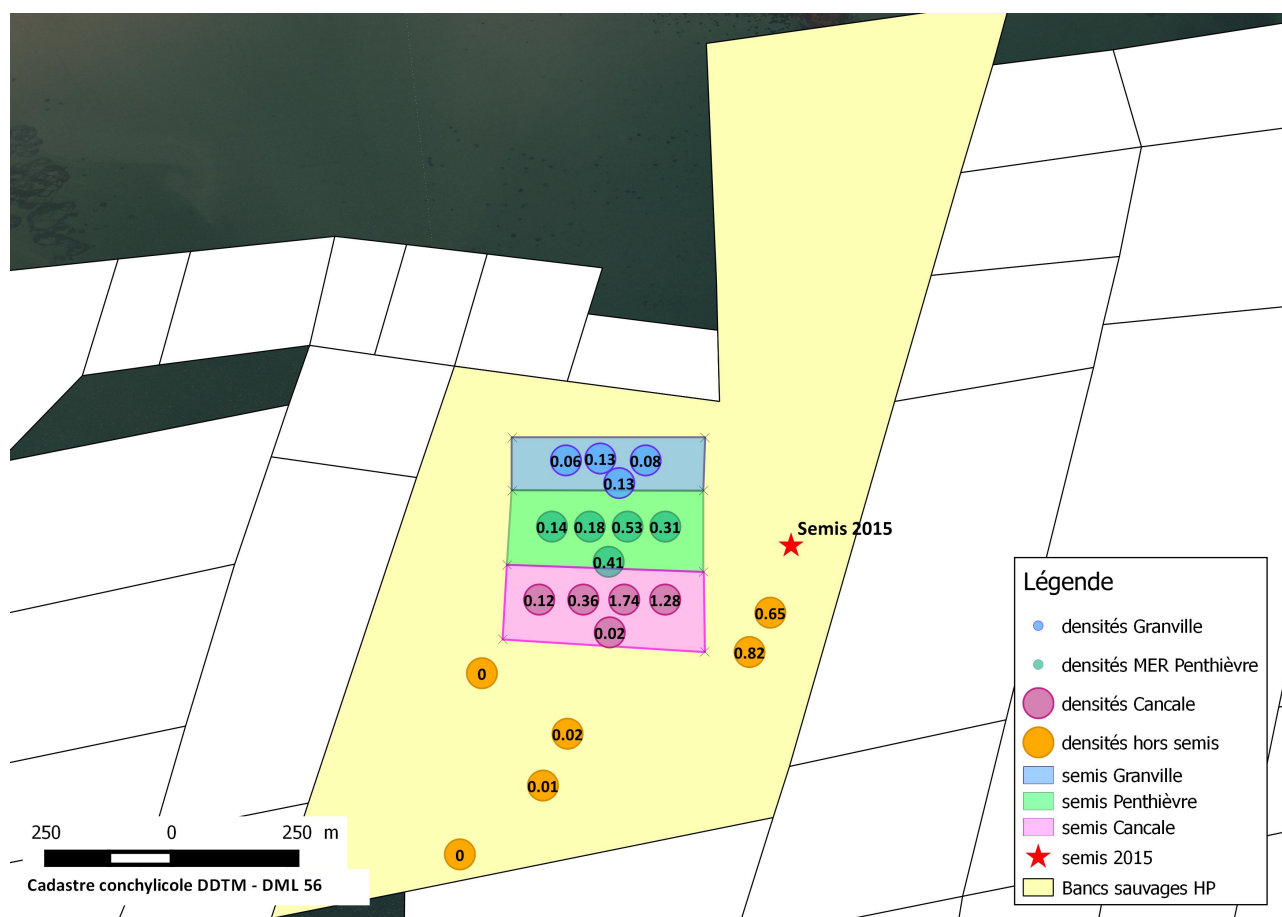 0.06 0.13 0.08
0.13
0.14 0.18 0.53 0.31
0.41
Semis 2015
0.12 0.36 1.74 1.28
0.02
0.65
0.82
0
0.02
0.01
0
250 0 250 m
Cadastre conchylicole DDTM - DML 56
Légende
densités Granville
densités MER Penthièvre
densités Cancale
densités hors semis
semis Granville
semis Penthièvre
semis Cancale
semis 2015
Bancs sauvages HP